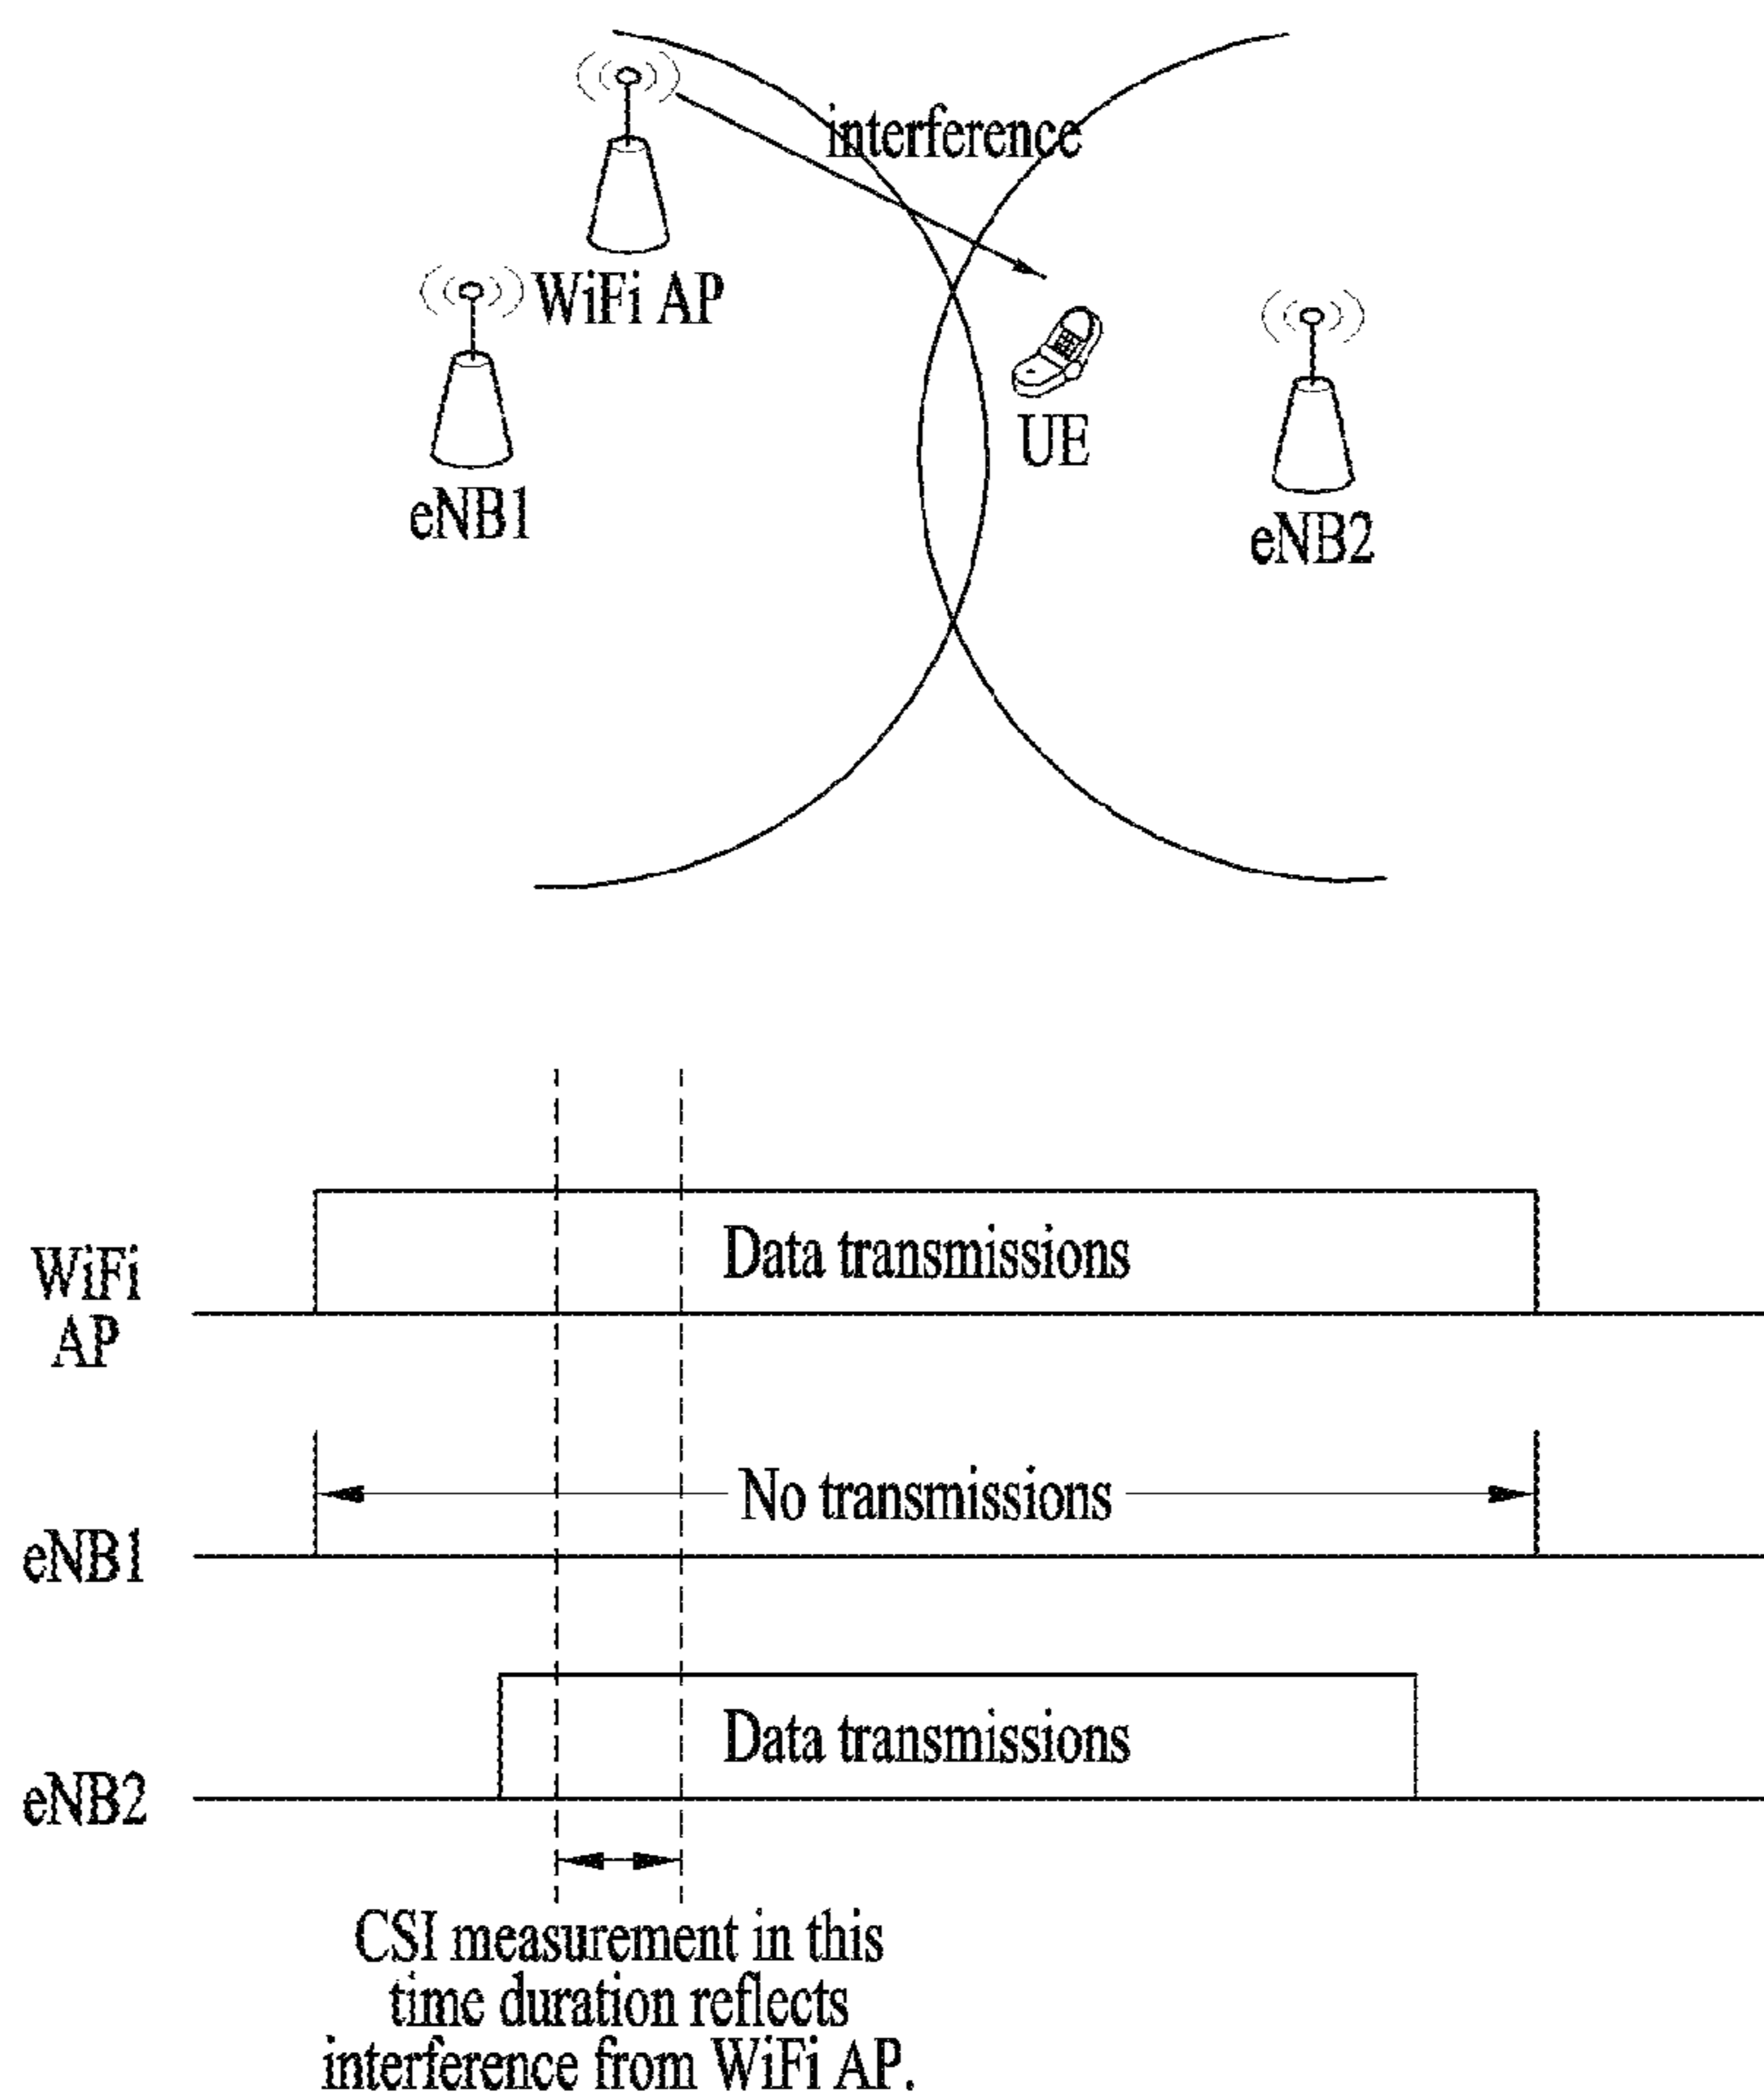 interference
WiFi AP
UE
eNB1
eNB2
Data transmissions
WiFi
AP
No transmissions
eNB1
Data transmissions
eNB2
CSI measurement in this
time duration reflects
interference from WiFi AP.